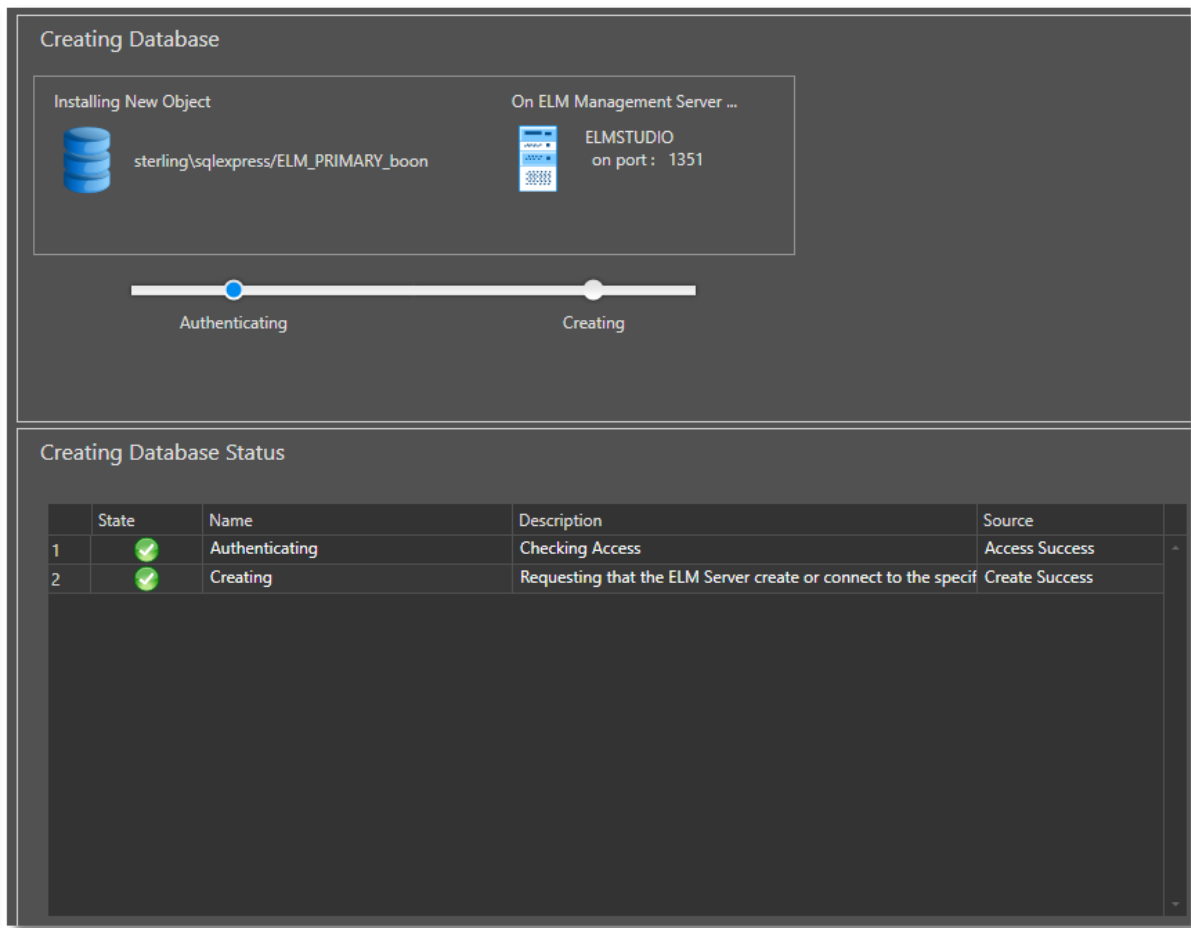 Creating Database
Installing New Object
On ELM Management Server ...
sterling\sqlexpress/ELM_PRIMARY_boon
ELMSTUDIO
on port : 1351
Authenticating
Creating
Creating Database Status
State Name Description Source
1 Authenticating Checking Access Access Success
2 Creating Requesting that the ELM Server create or connect to the specif Create Success